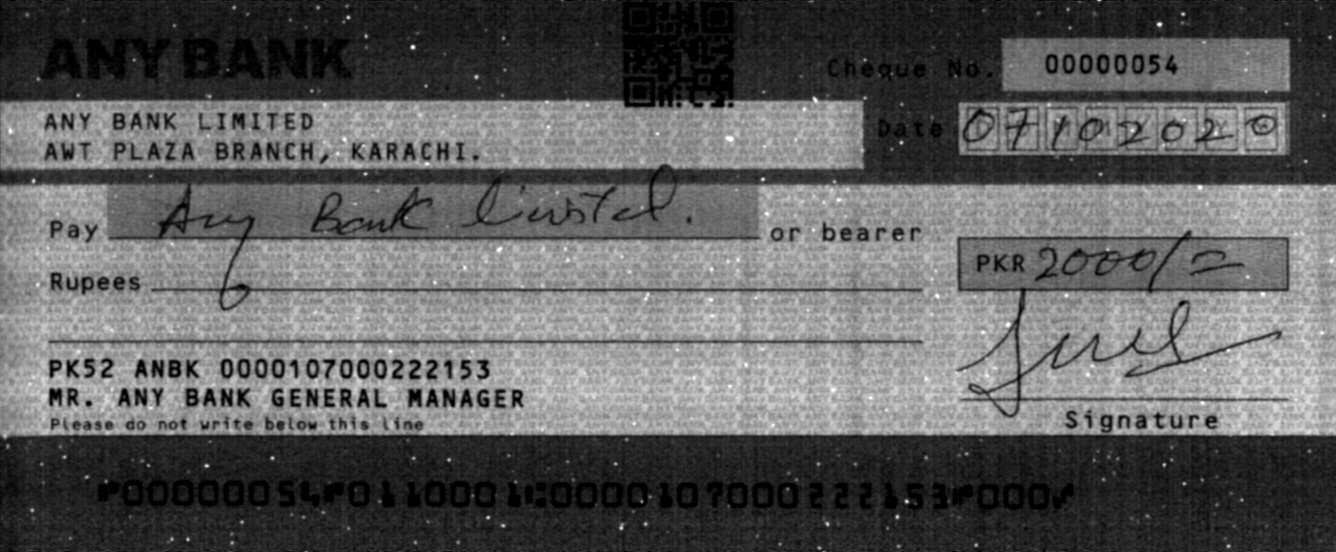 ANY BANK
Cheque No. 00000054
ANY BANK LIMITED
AWT PLAZA BRANCH, KARACHI.
Date 07102020
Pay Any Bank Limited. or bearer
Rupees
PKR 2000/=
PK52 ANBK 0000107000222153
MR. ANY BANK GENERAL MANAGER
Please do not write below this line
Signature
⑈00000054⑈0110001⑆0000107000222153⑈000⑈